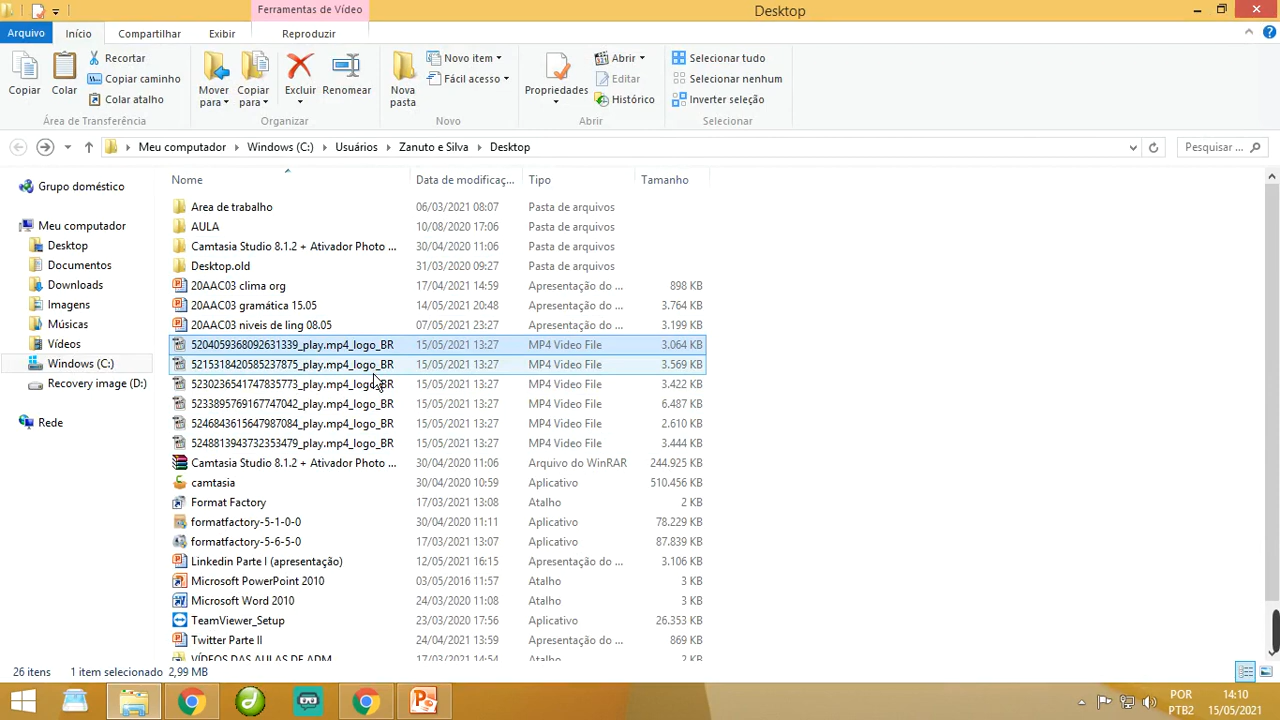 Ferramentas de Vídeo
Desktop
Arquivo Início Compartilhar Exibir Reproduzir
Copiar
Colar
Recortar
Copiar caminho
Colar atalho
Área de Transferência
Mover para
Copiar para
Excluir
Renomear
Organizar
Nova pasta
Novo item
Fácil acesso
Novo
Propriedades
Abrir
Editar
Histórico
Abrir
Selecionar tudo
Selecionar nenhum
Inverter seleção
Selecionar
Meu computador Windows (C:) Usuários Zanuto e Silva Desktop
Pesquisar ...
Grupo doméstico
Meu computador
Desktop
Documentos
Downloads
Imagens
Músicas
Vídeos
Windows (C:)
Recovery image (D:)
Rede
Nome Data de modificaç... Tipo Tamanho
Area de trabalho 06/03/2021 08:07 Pasta de arquivos
AULA 10/08/2020 17:06 Pasta de arquivos
Camtasia Studio 8.1.2 + Ativador Photo ... 30/04/2020 11:06 Pasta de arquivos
Desktop.old 31/03/2020 09:27 Pasta de arquivos
20AAC03 clima org 17/04/2021 14:59 Apresentação do ... 898 KB
20AAC03 gramática 15.05 14/05/2021 20:48 Apresentação do ... 3.764 KB
20AAC03 niveis de ling 08.05 07/05/2021 23:27 Apresentação do ... 3.199 KB
5204059368092631339_play.mp4_logo_BR 15/05/2021 13:27 MP4 Video File 3.064 KB
5215318420585237875_play.mp4_logo_BR 15/05/2021 13:27 MP4 Video File 3.569 KB
5230236541747835773_play.mp4_logo_BR 15/05/2021 13:27 MP4 Video File 3.422 KB
5233895769167747042_play.mp4_logo_BR 15/05/2021 13:27 MP4 Video File 6.487 KB
5246843615647987084_play.mp4_logo_BR 15/05/2021 13:27 MP4 Video File 2.610 KB
5248813943732353479_play.mp4_logo_BR 15/05/2021 13:27 MP4 Video File 3.444 KB
Camtasia Studio 8.1.2 + Ativador Photo ... 30/04/2020 11:06 Arquivo do WinRAR 244.925 KB
camtasia 30/04/2020 10:59 Aplicativo 510.456 KB
Format Factory 17/03/2021 13:08 Atalho 2 KB
formatfactory-5-1-0-0 30/04/2020 11:11 Aplicativo 78.229 KB
formatfactory-5-6-5-0 17/03/2021 13:07 Aplicativo 87.839 KB
Linkedin Parte I (apresentação) 12/05/2021 16:15 Apresentação do ... 3.106 KB
Microsoft PowerPoint 2010 03/05/2016 11:57 Atalho 3 KB
Microsoft Word 2010 24/03/2020 11:08 Atalho 3 KB
TeamViewer_Setup 23/03/2020 17:56 Aplicativo 26.353 KB
Twitter Parte II 24/04/2021 13:59 Apresentação do ... 869 KB
VÍDEOS DAS AULAS DE ADM 17/03/2021 14:54 Atalho 2 KB
26 itens 1 item selecionado 2,99 MB
POR
PTB2
14:10
15/05/2021